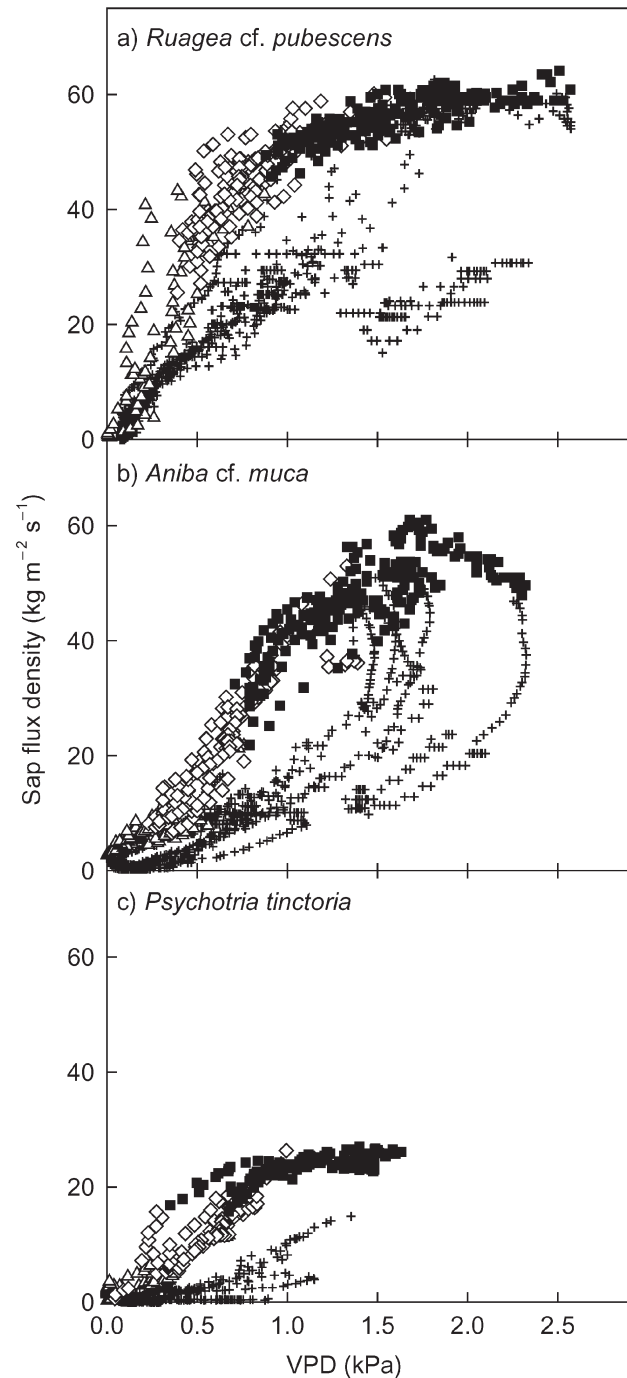 a) Ruagea cf. pubescens
60
40
20
0
b) Aniba cf. muca
60
40
20
0
Sap flux density (kg m⁻² s⁻¹)
c) Psychotria tinctoria
60
40
20
0
0.0 0.5 1.0 1.5 2.0 2.5
VPD (kPa)